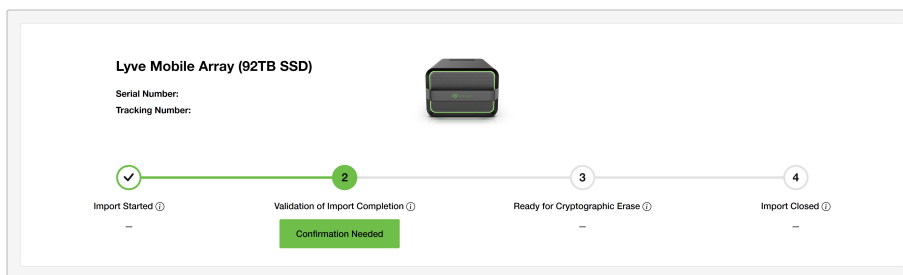 Lyve Mobile Array (92TB SSD)
Serial Number:
Tracking Number:
2 3 4
Import Started Validation of Import Completion Ready for Cryptographic Erase Import Closed
– – –
Confirmation Needed